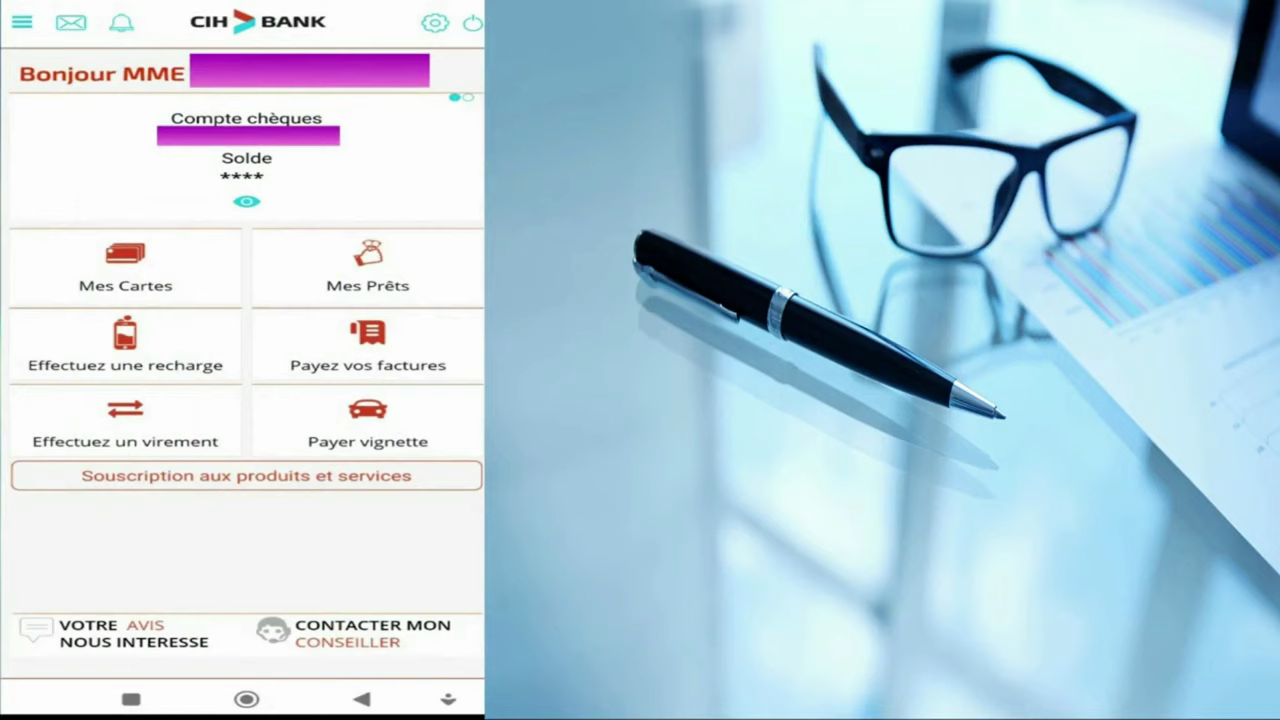 CIH BANK
Bonjour MME
Compte chèques
Solde
****
Mes Cartes
Mes Prêts
Effectuez une recharge
Payez vos factures
Effectuez un virement
Payer vignette
Souscription aux produits et services
VOTRE AVIS
NOUS INTERESSE
CONTACTER MON
CONSEILLER